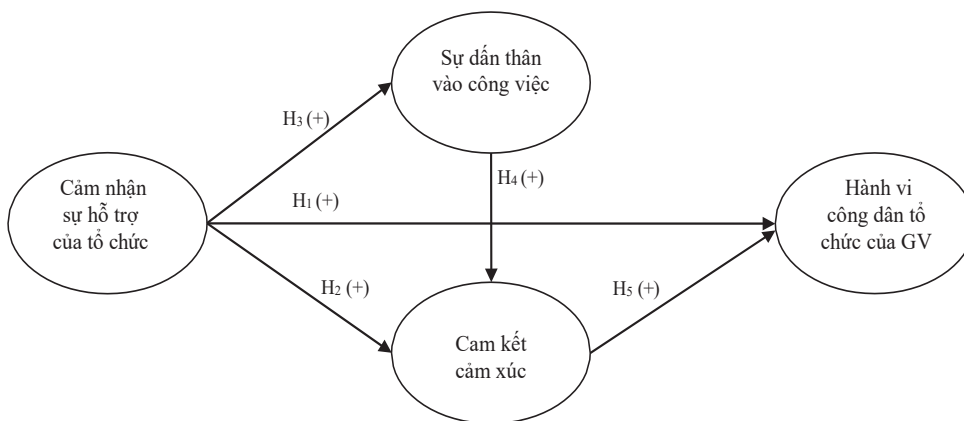 Sự dấn thân
vào công việc
H3 (+)
Cảm nhận
sự hỗ trợ
của tổ chức
H1 (+)
H4 (+)
Hành vi
công dân tổ
chức của GV
H2 (+)
H5 (+)
Cam kết
cảm xúc